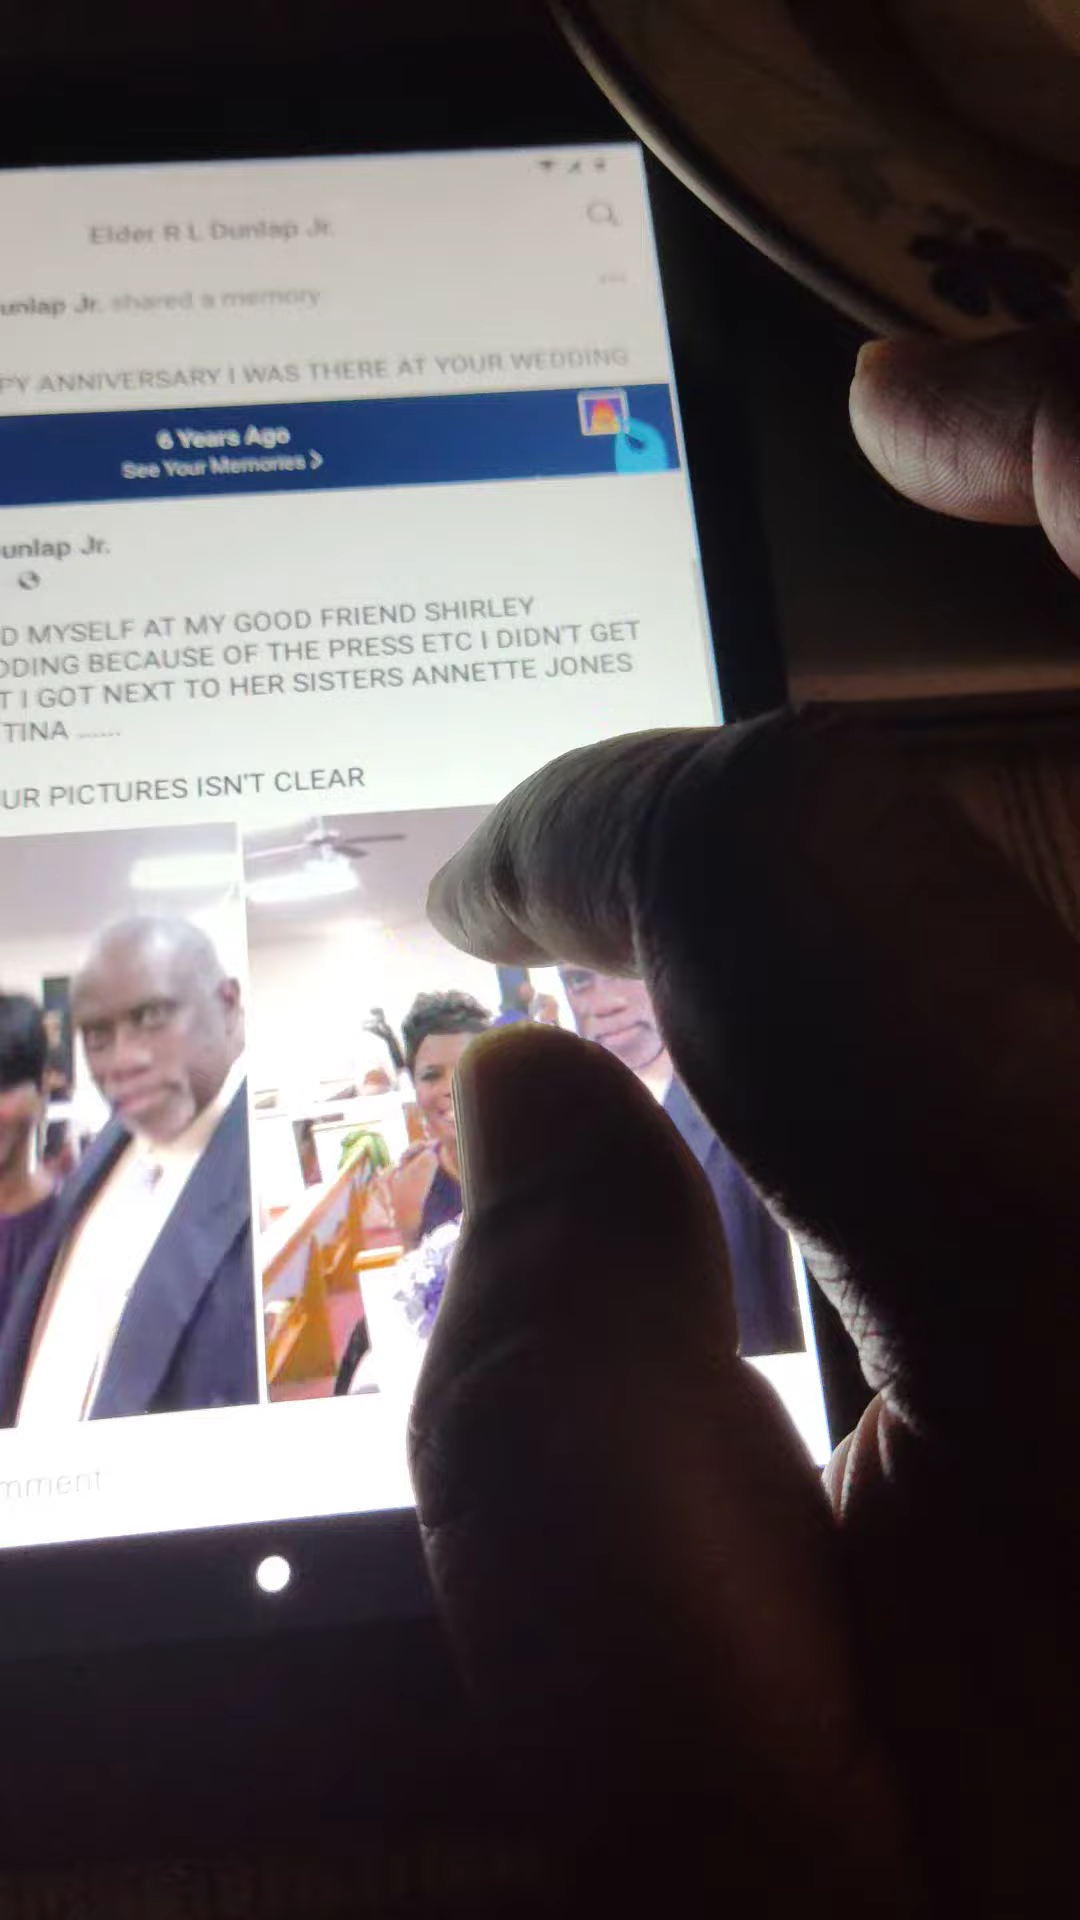 Elder R L Dunlap Jr.
unlap Jr. shared a memory
PY ANNIVERSARY I WAS THERE AT YOUR WEDDING
6 Years Ago
See Your Memories >
unlap Jr.
D MYSELF AT MY GOOD FRIEND SHIRLEY
DDING BECAUSE OF THE PRESS ETC I DIDN'T GET
T I GOT NEXT TO HER SISTERS ANNETTE JONES
TINA ......
UR PICTURES ISN'T CLEAR
mment